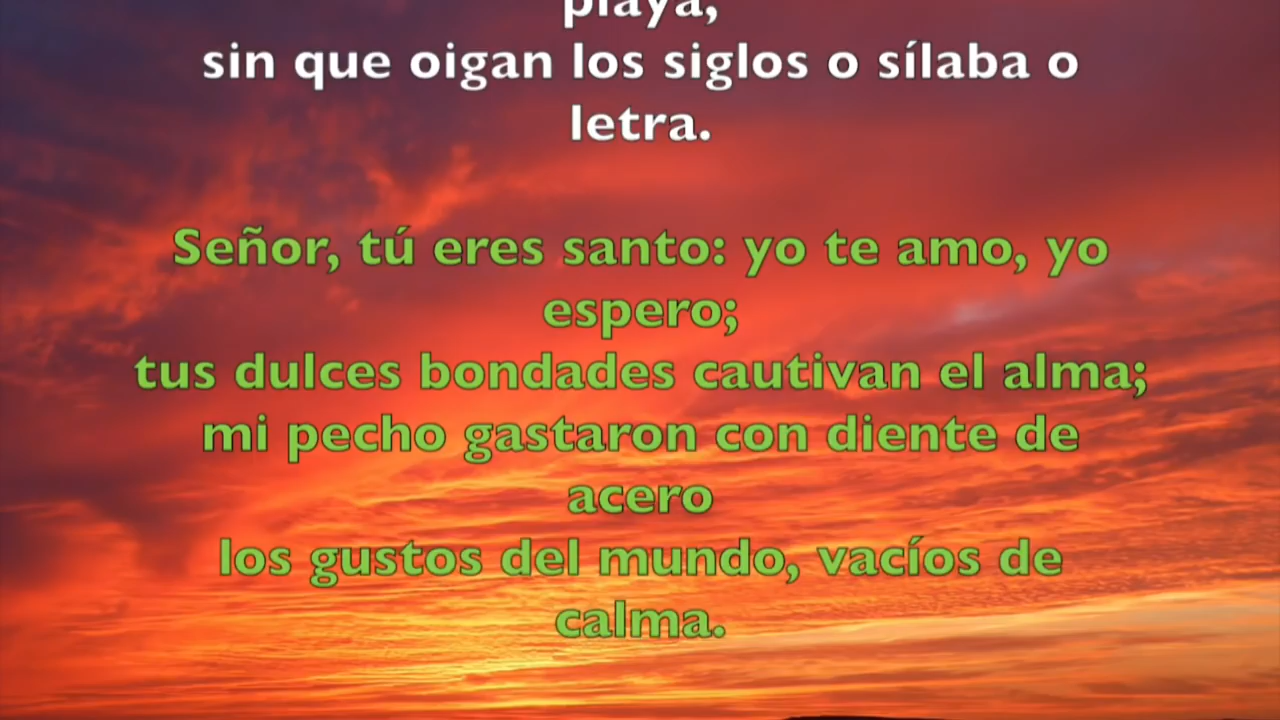 playa,
sin que oigan los siglos o sílaba o
letra.
Señor, tú eres santo: yo te amo, yo
espero;
tus dulces bondades cautivan el alma;
mi pecho gastaron con diente de
acero
los gustos del mundo, vacíos de
calma.